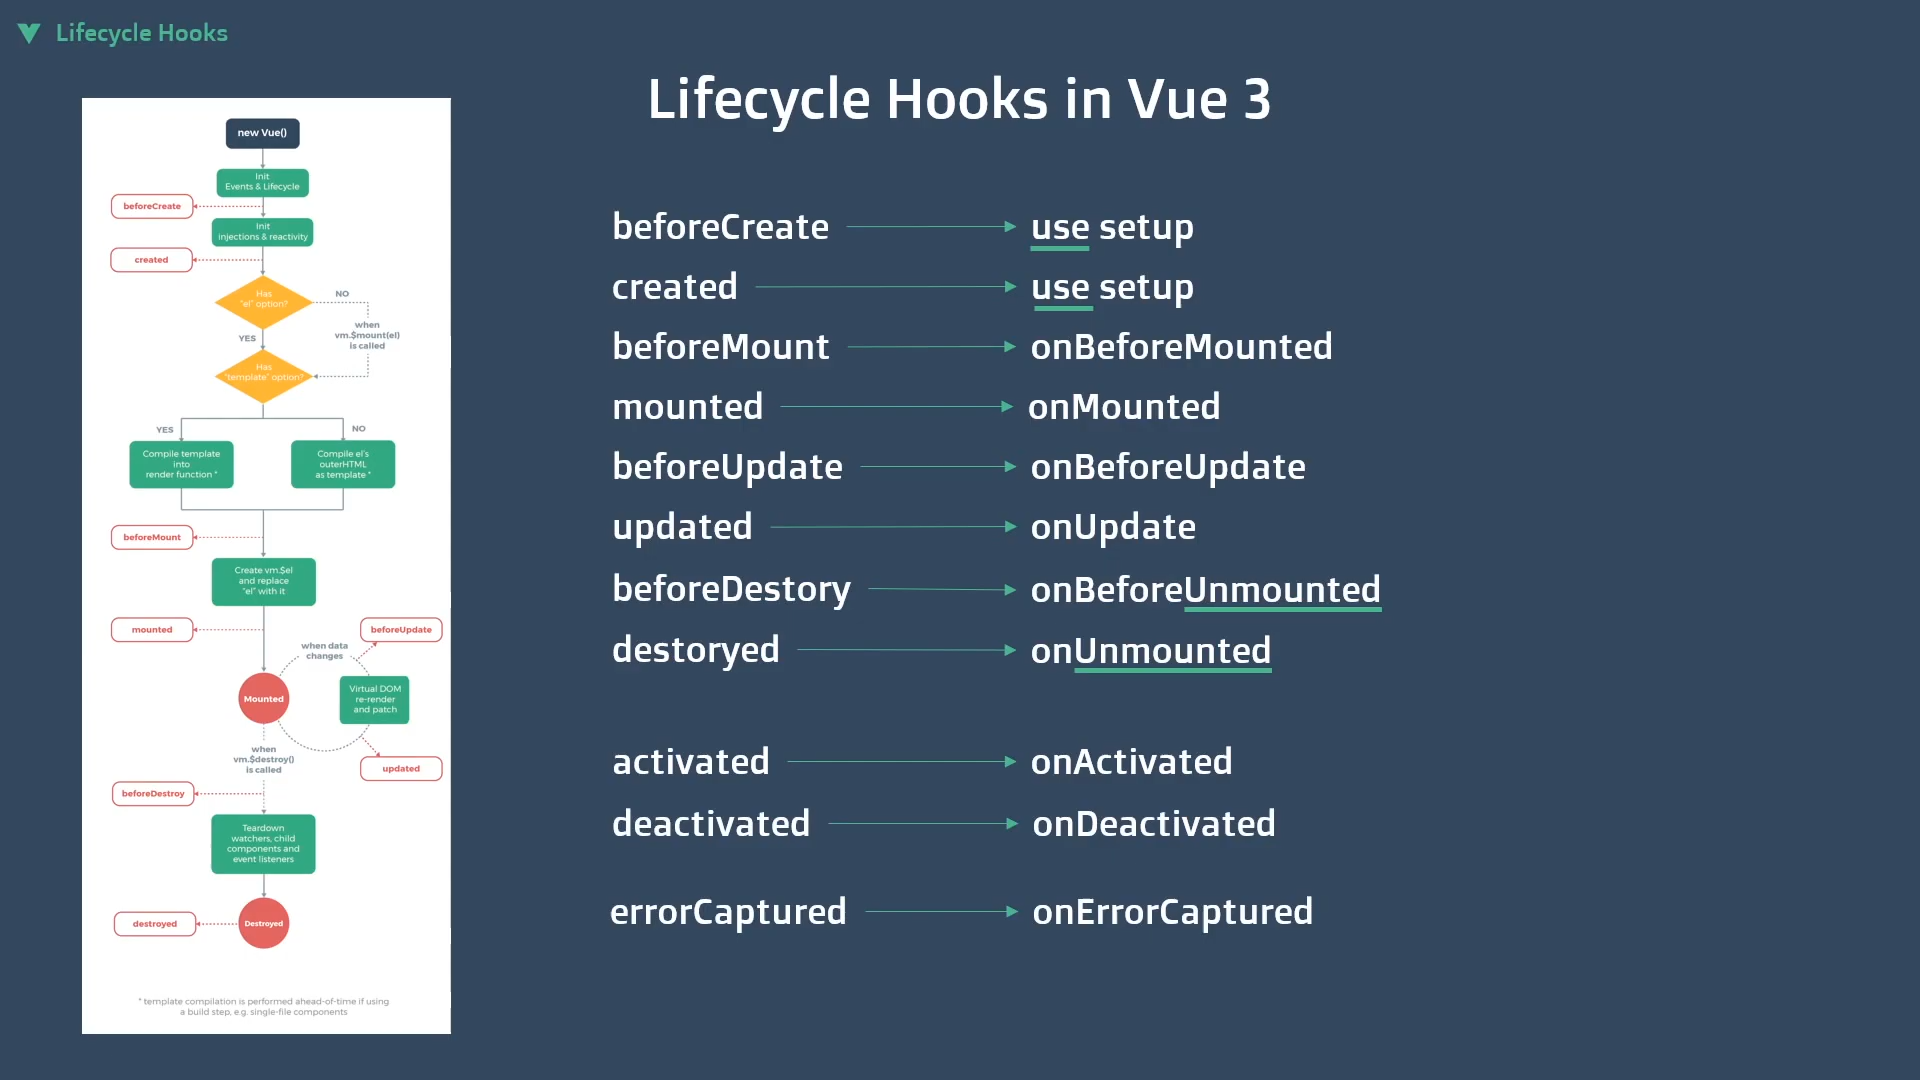 Lifecycle Hooks
Lifecycle Hooks in Vue 3
new Vue()
Init
Events & Lifecycle
beforeCreate
Init
injections & reactivity
created
Has
"el" option?
NO
when
vm.$mount(el)
is called
YES
Has
"template" option?
YES
NO
Compile template
into
render function *
Compile el's
outerHTML
as template *
beforeMount
Create vm.$el
and replace
"el" with it
mounted
beforeUpdate
when data
changes
Mounted
Virtual DOM
re-render
and patch
when
vm.$destroy()
is called
updated
beforeDestroy
Teardown
watchers, child
components and
event listeners
destroyed
Destroyed
* template compilation is performed ahead-of-time if using
a build step, e.g. single-file components
beforeCreate use setup
created use setup
beforeMount onBeforeMounted
mounted onMounted
beforeUpdate onBeforeUpdate
updated onUpdate
beforeDestory onBeforeUnmounted
destoryed onUnmounted
activated onActivated
deactivated onDeactivated
errorCaptured onErrorCaptured